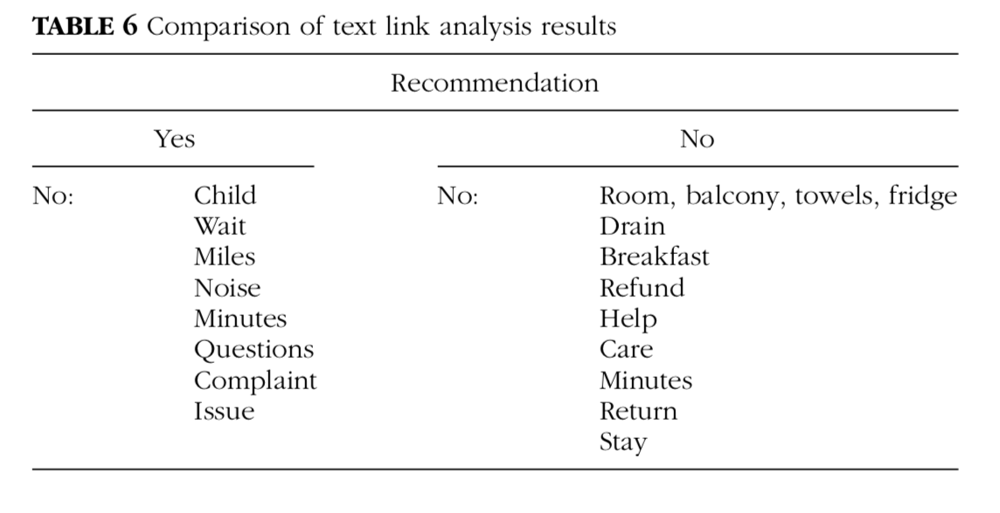 TABLE 6 Comparison of text link analysis results
Recommendation
Yes No
No: Child No: Room, balcony, towels, fridge
Wait Drain
Miles Breakfast
Noise Refund
Minutes Help
Questions Care
Complaint Minutes
Issue Return
Stay